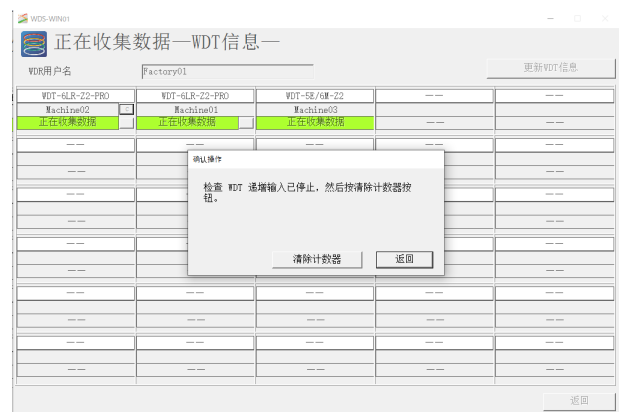 WDS-WIN01
正在收集数据—WDT信息—
WDR用户名 Factory01 更新WDT信息
WDT-6LR-Z2-PRO WDT-6LR-Z2-PRO WDT-5E/6M-Z2 —— ——
Machine02 C Machine01 Machine03
正在收集数据 正在收集数据 正在收集数据 —— ——
—— —— —— —— ——
确认操作
—— —— ——
检查 WDT 递增输入已停止，然后按清除计数器按
钮。
—— —— ——
—— —— ——
—— —— ——
清除计数器 返回
—— —— ——
—— —— —— —— ——
—— —— —— —— ——
—— —— —— —— ——
—— —— —— —— ——
返回